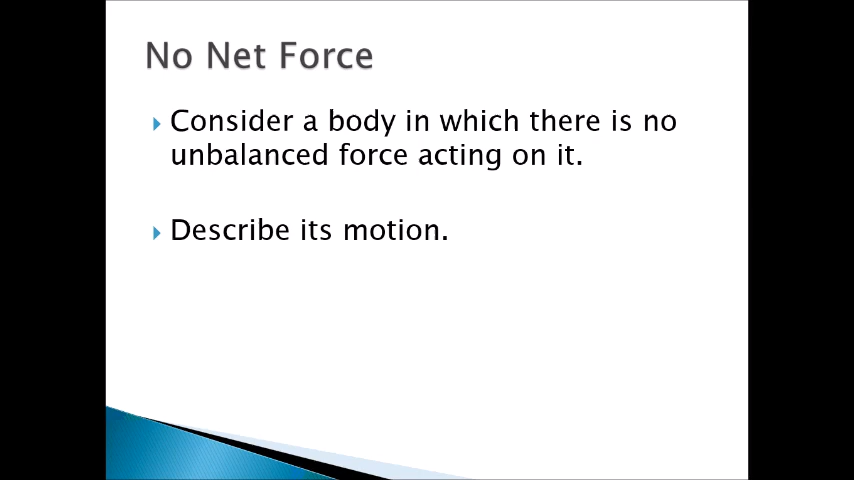 No Net Force
Consider a body in which there is no
unbalanced force acting on it.
Describe its motion.